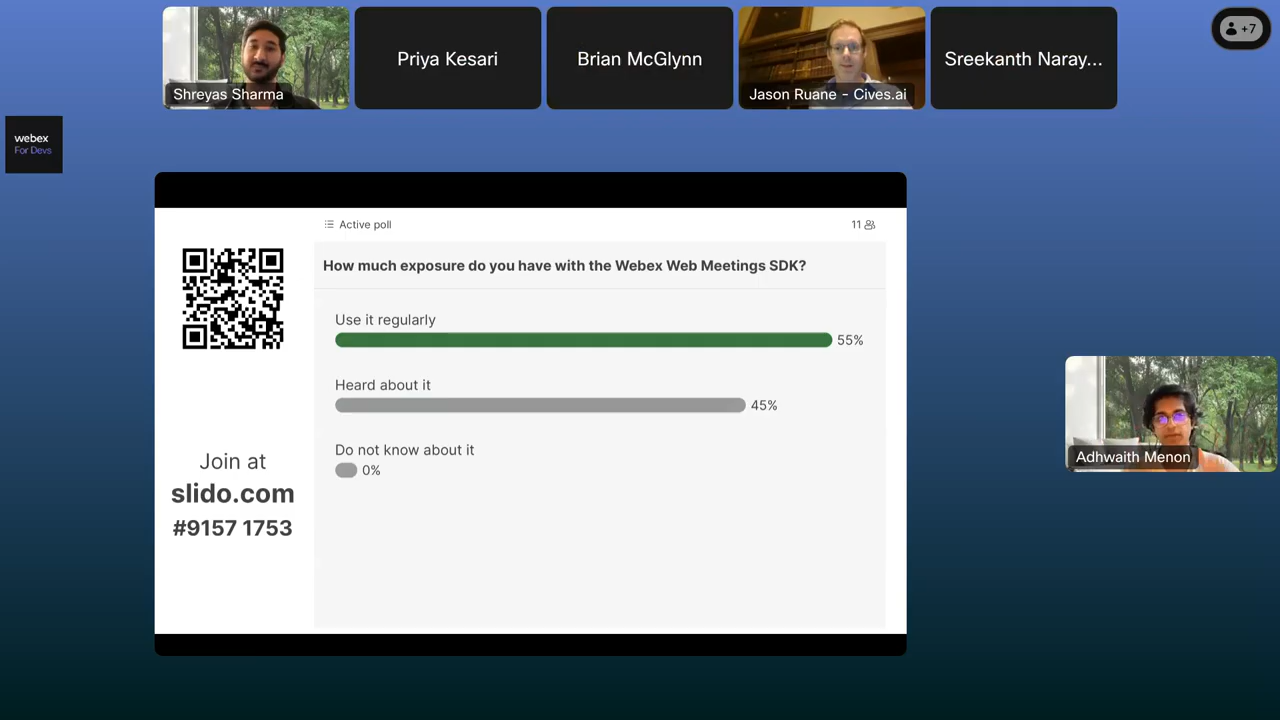 Shreyas Sharma
Priya Kesari
Brian McGlynn
Jason Ruane - Cives.ai
Sreekanth Naray...
+7
webex
For Devs
Active poll
11
How much exposure do you have with the Webex Web Meetings SDK?
Use it regularly
55%
Heard about it
45%
Do not know about it
0%
Join at
slido.com
#9157 1753
Adhwaith Menon